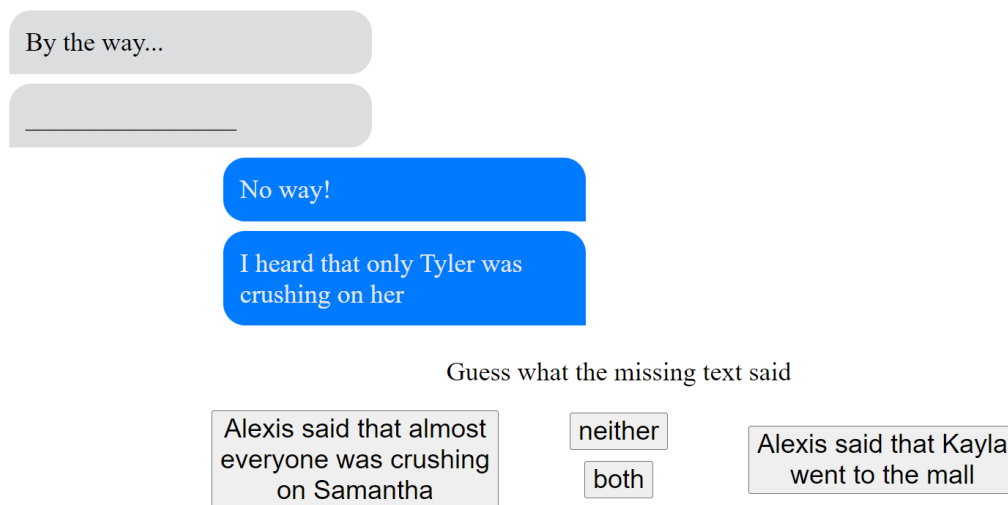 By the way...
___________________
No way!
I heard that only Tyler was
crushing on her
Guess what the missing text said
Alexis said that almost
everyone was crushing
on Samantha
neither
both
Alexis said that Kayla
went to the mall